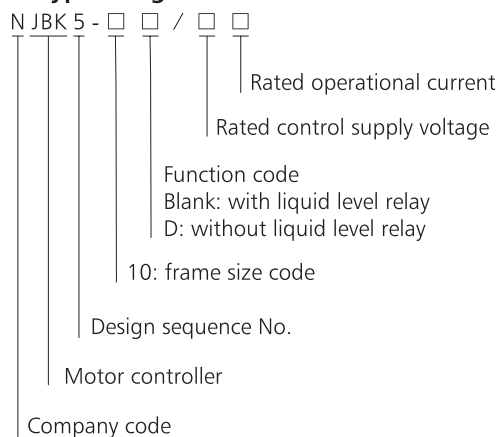 N JBK 5 - □ □ / □ □
Rated operational current
Rated control supply voltage
Function code
Blank: with liquid level relay
D: without liquid level relay
10: frame size code
Design sequence No.
Motor controller
Company code